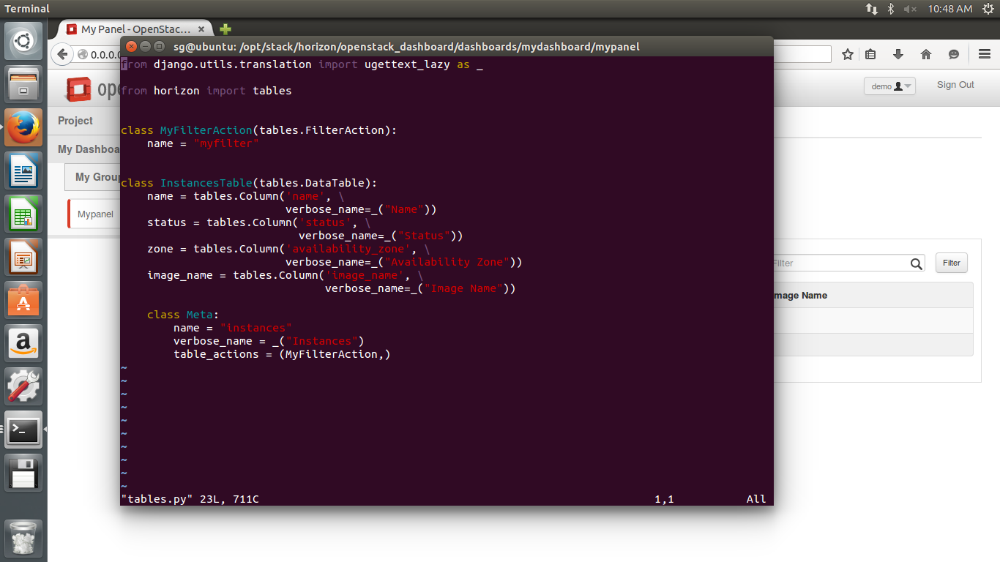 Terminal
10:48 AM
My Panel - OpenStac...
sg@ubuntu: /opt/stack/horizon/openstack_dashboard/dashboards/mydashboard/mypanel
0.0.0.0
demo
Sign Out
Project
My Dashboa
My Grou
Mypanel
from django.utils.translation import ugettext_lazy as _
from horizon import tables
class MyFilterAction(tables.FilterAction):
    name = "myfilter"
class InstancesTable(tables.DataTable):
    name = tables.Column('name', \
                         verbose_name=_("Name"))
    status = tables.Column('status', \
                           verbose_name=_("Status"))
    zone = tables.Column('availability_zone', \
                         verbose_name=_("Availability Zone"))
    image_name = tables.Column('image_name', \
                               verbose_name=_("Image Name"))
    class Meta:
        name = "instances"
        verbose_name = _("Instances")
        table_actions = (MyFilterAction,)
~
~
~
~
~
~
~
~
~
~
"tables.py" 23L, 711C 1,1 All
Filter
Filter
mage Name